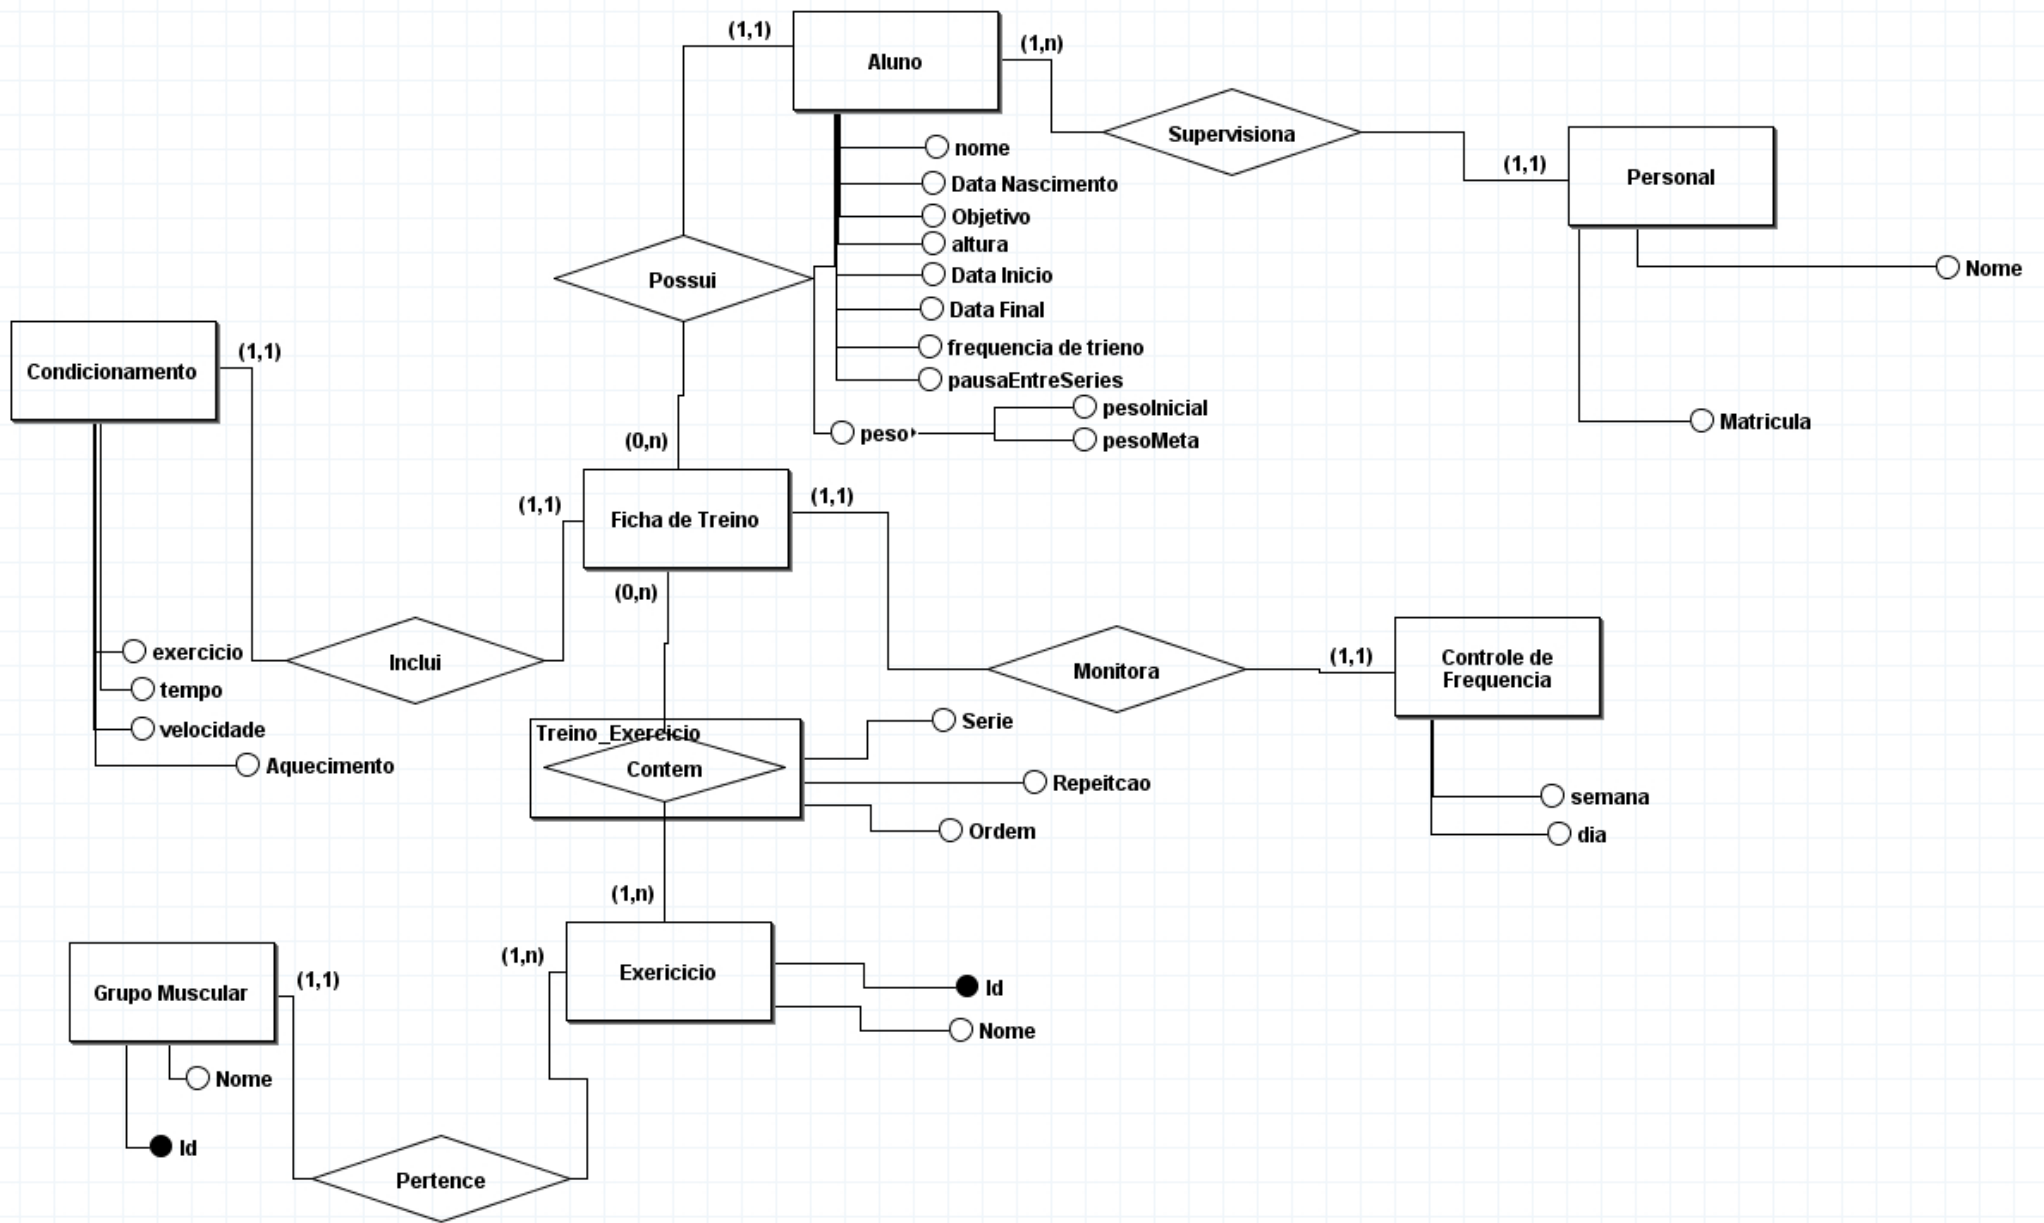 (1,1)
Aluno
(1,n)
Supervisiona
(1,1)
Personal
nome
Data Nascimento
Objetivo
altura
Data Inicio
Data Final
frequencia de trieno
pausaEntreSeries
peso
pesoInicial
pesoMeta
Nome
Matricula
Possui
(0,n)
Condicionamento
(1,1)
(1,1)
Ficha de Treino
(1,1)
(0,n)
exercicio
tempo
velocidade
Aquecimento
Inclui
Monitora
(1,1)
Controle de
Frequencia
semana
dia
Treino_Exercicio
Contem
Serie
Repeitcao
Ordem
(1,n)
(1,n)
Exericicio
Id
Nome
Grupo Muscular
(1,1)
Nome
Id
Pertence